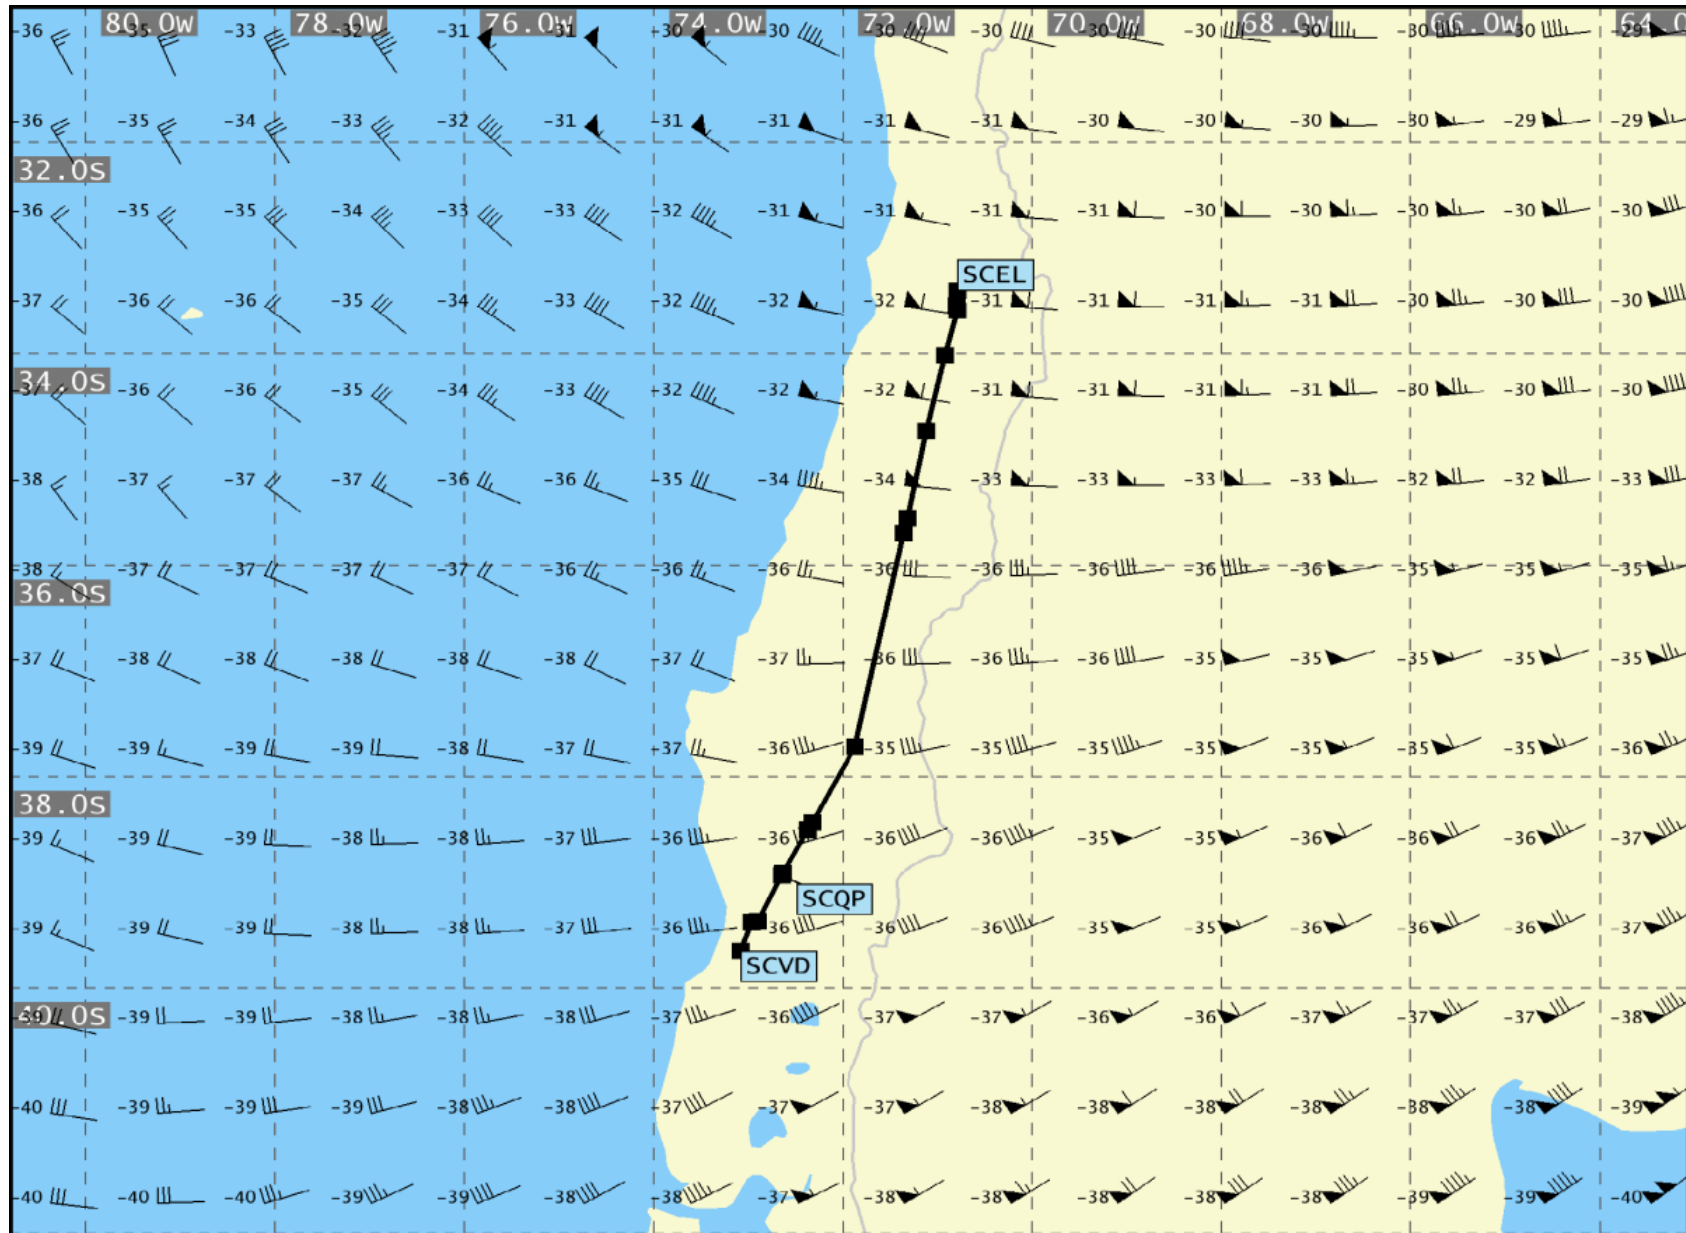 80.0W 78.0W 76.0W 74.0W 72.0W 70.0W 68.0W 66.0W 64.0
-36 -35 -33 -32 -31 -31 -30 -30 -30 -30 -30 -30 -30 -30 -30 -29
-36 -35 -34 -33 -32 -31 -31 -31 -31 -31 -30 -30 -30 -30 -29 -29
32.0S
-36 -35 -35 -34 -33 -33 -32 -31 -31 -31 -31 -30 -30 -30 -30 -30
SCEL
-37 -36 -36 -35 -34 -33 -32 -32 -32 -31 -31 -31 -31 -30 -30 -30
34.0S
-37 -36 -36 -35 -34 -33 -32 -32 -32 -31 -31 -31 -31 -30 -30 -30
-38 -37 -37 -37 -36 -36 -35 -34 -34 -33 -33 -33 -33 -32 -32 -33
-38 -37 -37 -37 -37 -36 -36 -36 -36 -36 -36 -36 -35 -35 -35
36.0S
-37 -38 -38 -38 -38 -38 -37 -37 -36 -36 -36 -35 -35 -35 -35 -35
-39 -39 -39 -39 -38 -37 -37 -36 -35 -35 -35 -35 -35 -35 -35 -36
38.0S
-39 -39 -39 -38 -38 -37 -36 -36 -36 -36 -35 -35 -36 -36 -36 -37
SCQP
-39 -39 -39 -38 -38 -37 -36 -36 -36 -36 -35 -35 -36 -36 -36 -37
SCVD
40.0S
-39 -39 -39 -38 -38 -38 -37 -36 -37 -37 -36 -36 -37 -37 -37 -38
-40 -39 -39 -39 -38 -38 -37 -37 -37 -38 -38 -38 -38 -38 -38 -39
-40 -40 -40 -39 -39 -38 -38 -37 -38 -38 -38 -38 -38 -39 -39 -40